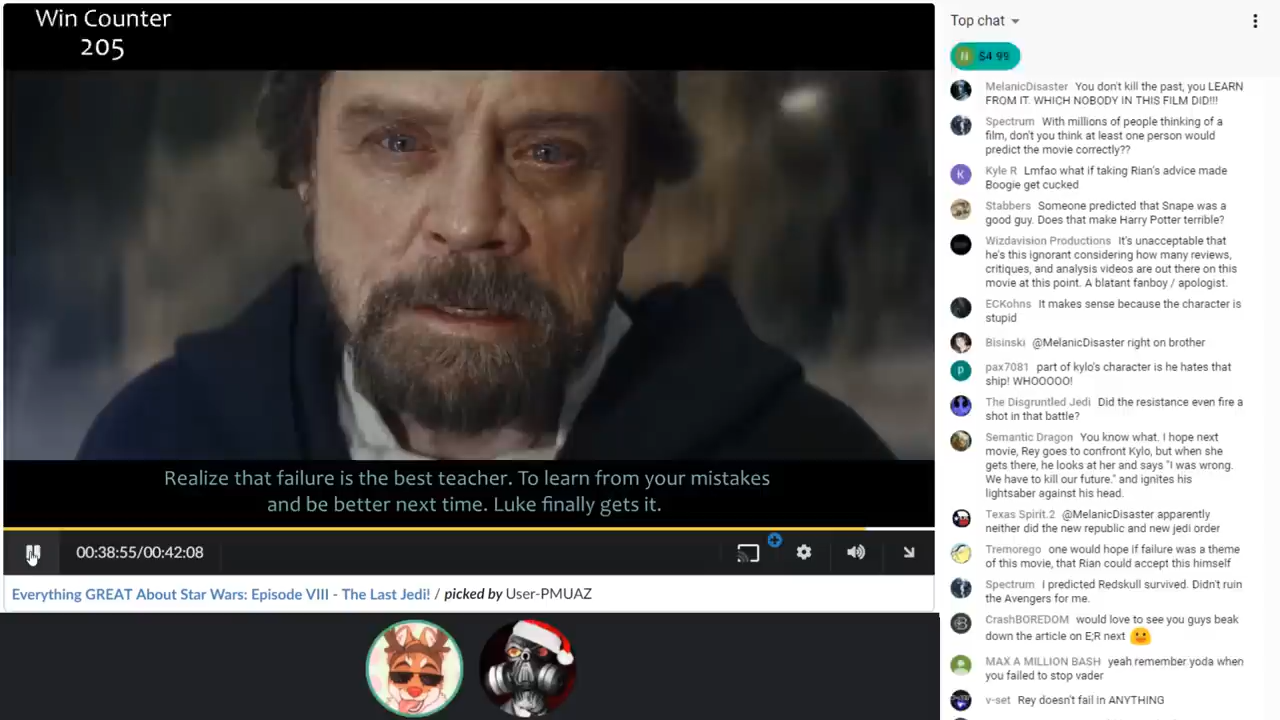 Win Counter
205
Realize that failure is the best teacher. To learn from your mistakes
and be better next time. Luke finally gets it.
00:38:55/00:42:08
Everything GREAT About Star Wars: Episode VIII - The Last Jedi! / picked by User-PMUAZ
Top chat
$4.99
MelanicDisaster You don't kill the past, you LEARN
FROM IT. WHICH NOBODY IN THIS FILM DID!!!
Spectrum With millions of people thinking of a
film, don't you think at least one person would
predict the movie correctly??
K
Kyle R Lmfao what if taking Rian's advice made
Boogie get cucked
Stabbers Someone predicted that Snape was a
good guy. Does that make Harry Potter terrible?
Wizdavision Productions It's unacceptable that
he's this ignorant considering how many reviews,
critiques, and analysis videos are out there on this
movie at this point. A blatant fanboy / apologist.
ECKohns It makes sense because the character is
stupid
Bisinski @MelanicDisaster right on brother
p
pax7081 part of kylo's character is he hates that
ship! WHOOOOO!
The Disgruntled Jedi Did the resistance even fire a
shot in that battle?
Semantic Dragon You know what. I hope next
movie, Rey goes to confront Kylo, but when she
gets there, he looks at her and says "I was wrong.
We have to kill our future." and ignites his
lightsaber against his head.
Texas Spirit.2 @MelanicDisaster apparently
neither did the new republic and new jedi order
Tremorego one would hope if failure was a theme
of this movie, that Rian could accept this himself
Spectrum I predicted Redskull survived. Didn't ruin
the Avengers for me.
CrashBOREDOM would love to see you guys beak
down the article on E;R next
MAX A MILLION BASH yeah remember yoda when
you failed to stop vader
v-set Rey doesn't fail in ANYTHING